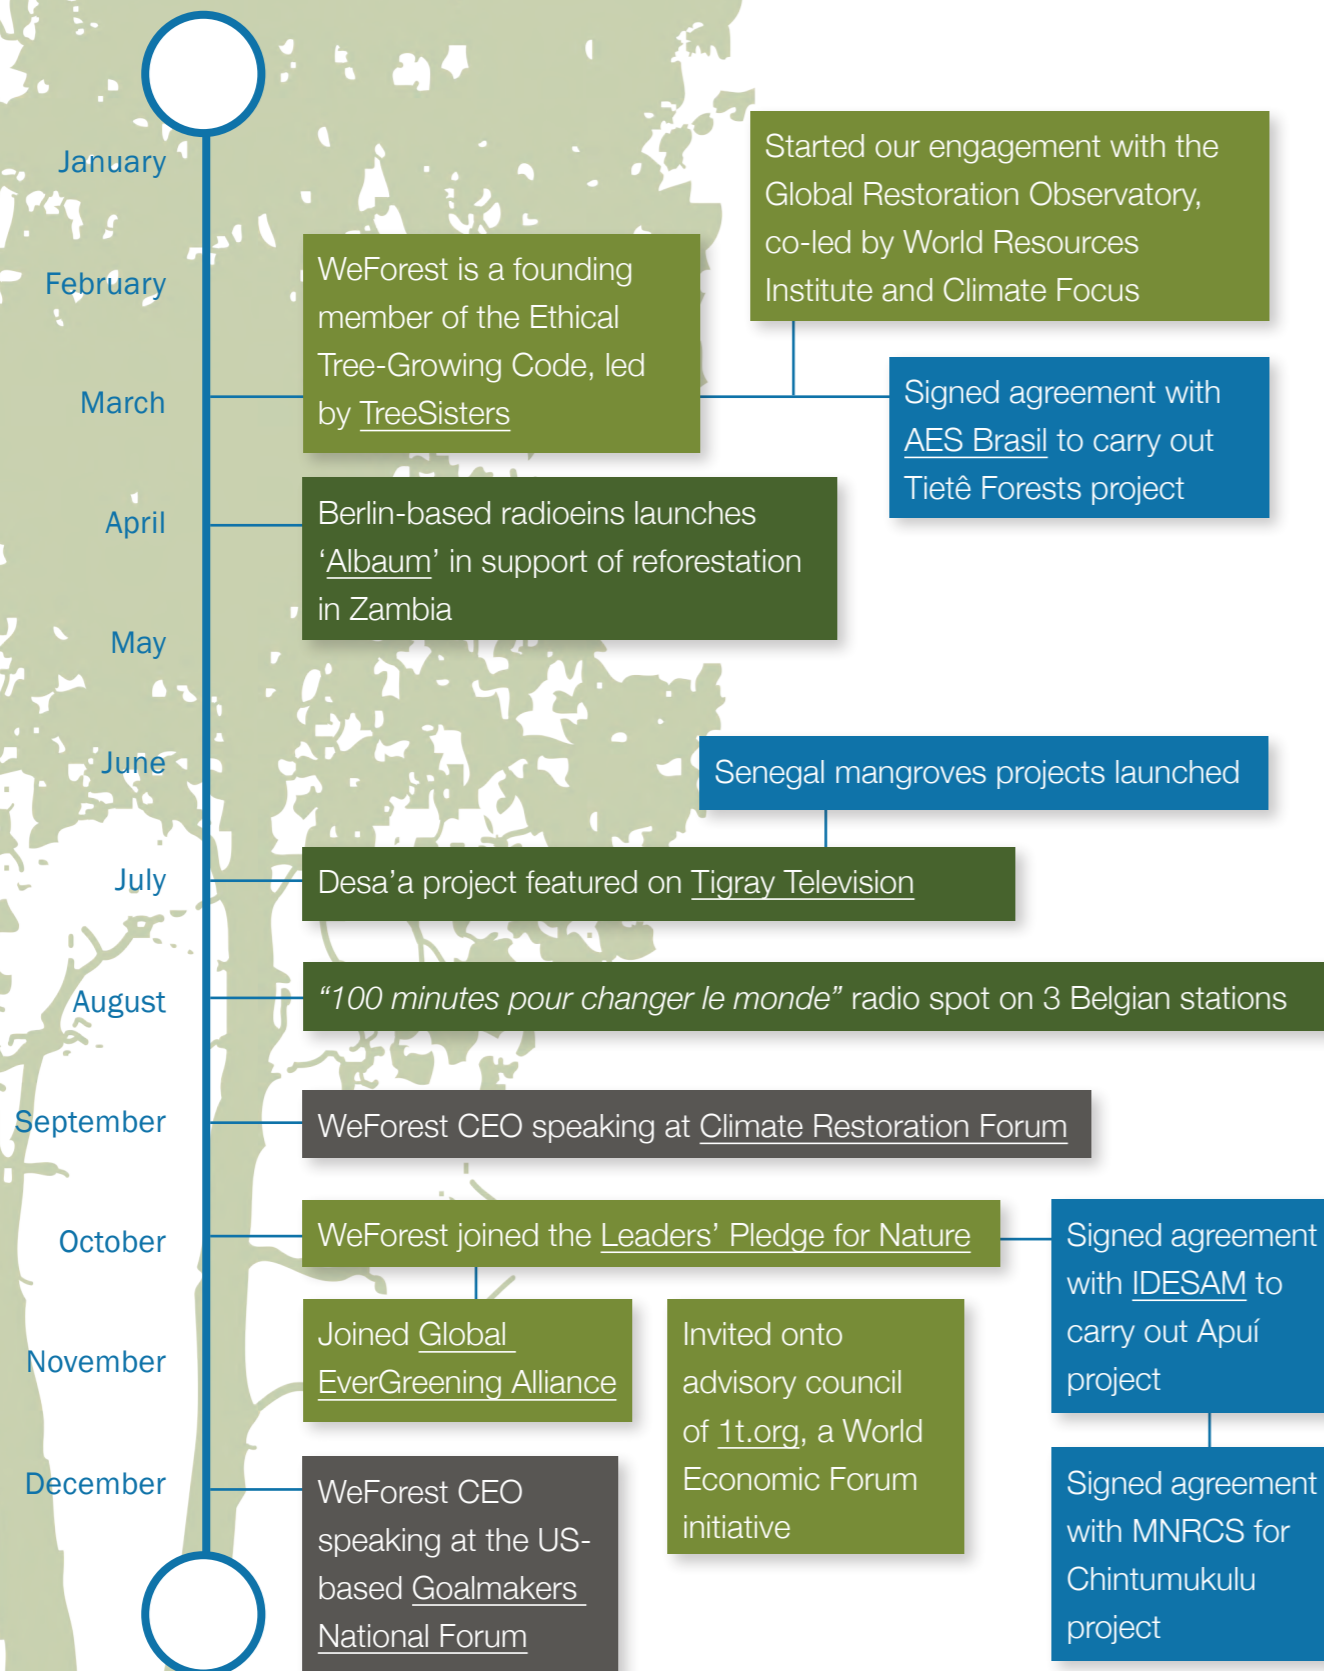 January
February
March
April
May
June
July
August
September
October
November
December
Started our engagement with the
Global Restoration Observatory,
co-led by World Resources
Institute and Climate Focus
WeForest is a founding
member of the Ethical
Tree-Growing Code, led
by TreeSisters
Signed agreement with
AES Brasil to carry out
Tietê Forests project
Berlin-based radioeins launches
‘Albaum’ in support of reforestation
in Zambia
Senegal mangroves projects launched
Desa’a project featured on Tigray Television
“100 minutes pour changer le monde” radio spot on 3 Belgian stations
WeForest CEO speaking at Climate Restoration Forum
WeForest joined the Leaders’ Pledge for Nature
Signed agreement
with IDESAM to
carry out Apuí
project
Joined Global
EverGreening Alliance
Invited onto
advisory council
of 1t.org, a World
Economic Forum
initiative
WeForest CEO
speaking at the US-
based Goalmakers
National Forum
Signed agreement
with MNRCS for
Chintumukulu
project